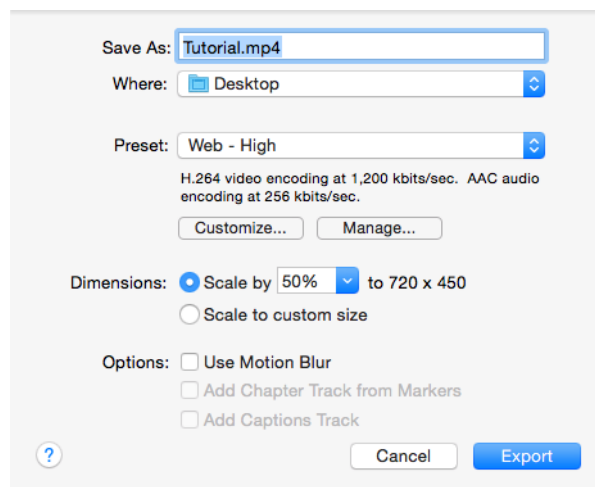 Save As: Tutorial.mp4
Where: Desktop
Preset: Web - High
H.264 video encoding at 1,200 kbits/sec.  AAC audio
encoding at 256 kbits/sec.
Customize... Manage...
Dimensions: Scale by 50% to 720 x 450
Scale to custom size
Options: Use Motion Blur
Add Chapter Track from Markers
Add Captions Track
? Cancel Export